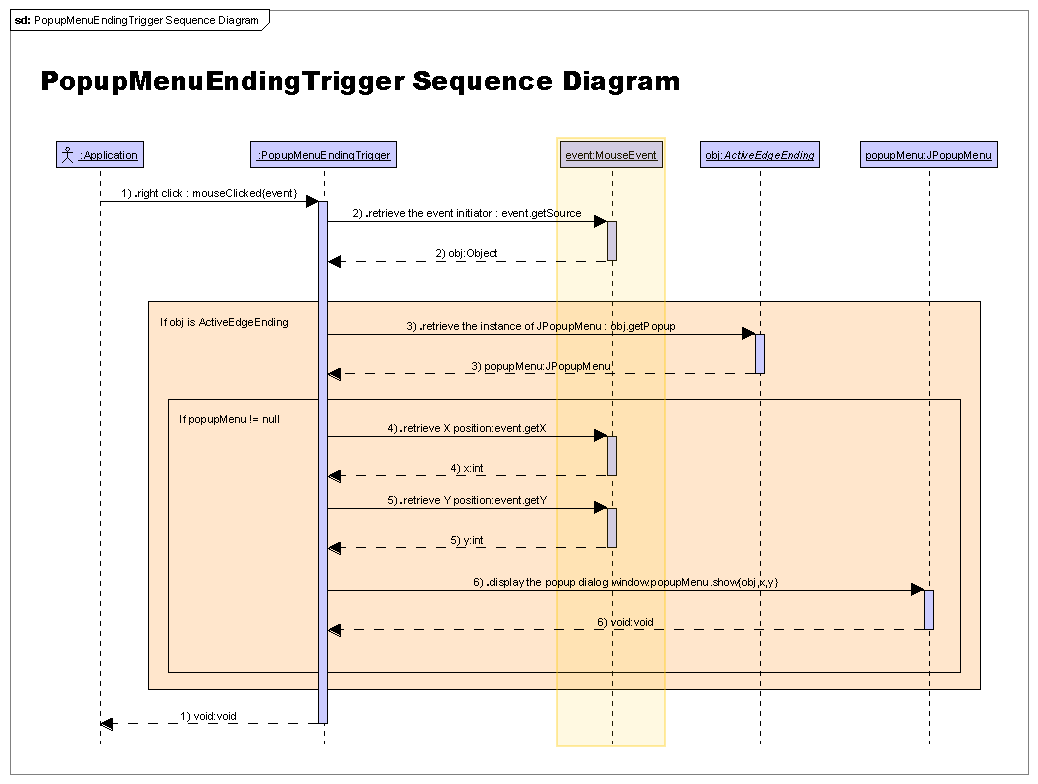 sd: PopupMenuEndingTrigger Sequence Diagram
PopupMenuEndingTrigger Sequence Diagram
:Application
:PopupMenuEndingTrigger
event:MouseEvent
obj:ActiveEdgeEnding
popupMenu:JPopupMenu
1) .right click : mouseClicked{event}
2) .retrieve the event initiator : event.getSource
2) obj:Object
If obj is ActiveEdgeEnding
3) .retrieve the instance of JPopupMenu : obj.getPopup
3) popupMenu:JPopupMenu
If popupMenu != null
4) .retrieve X position:event.getX
4) x:int
5) .retrieve Y position:event.getY
5) y:int
6) .display the popup dialog window:popupMenu.show{obj,x,y}
6) void:void
1) void:void